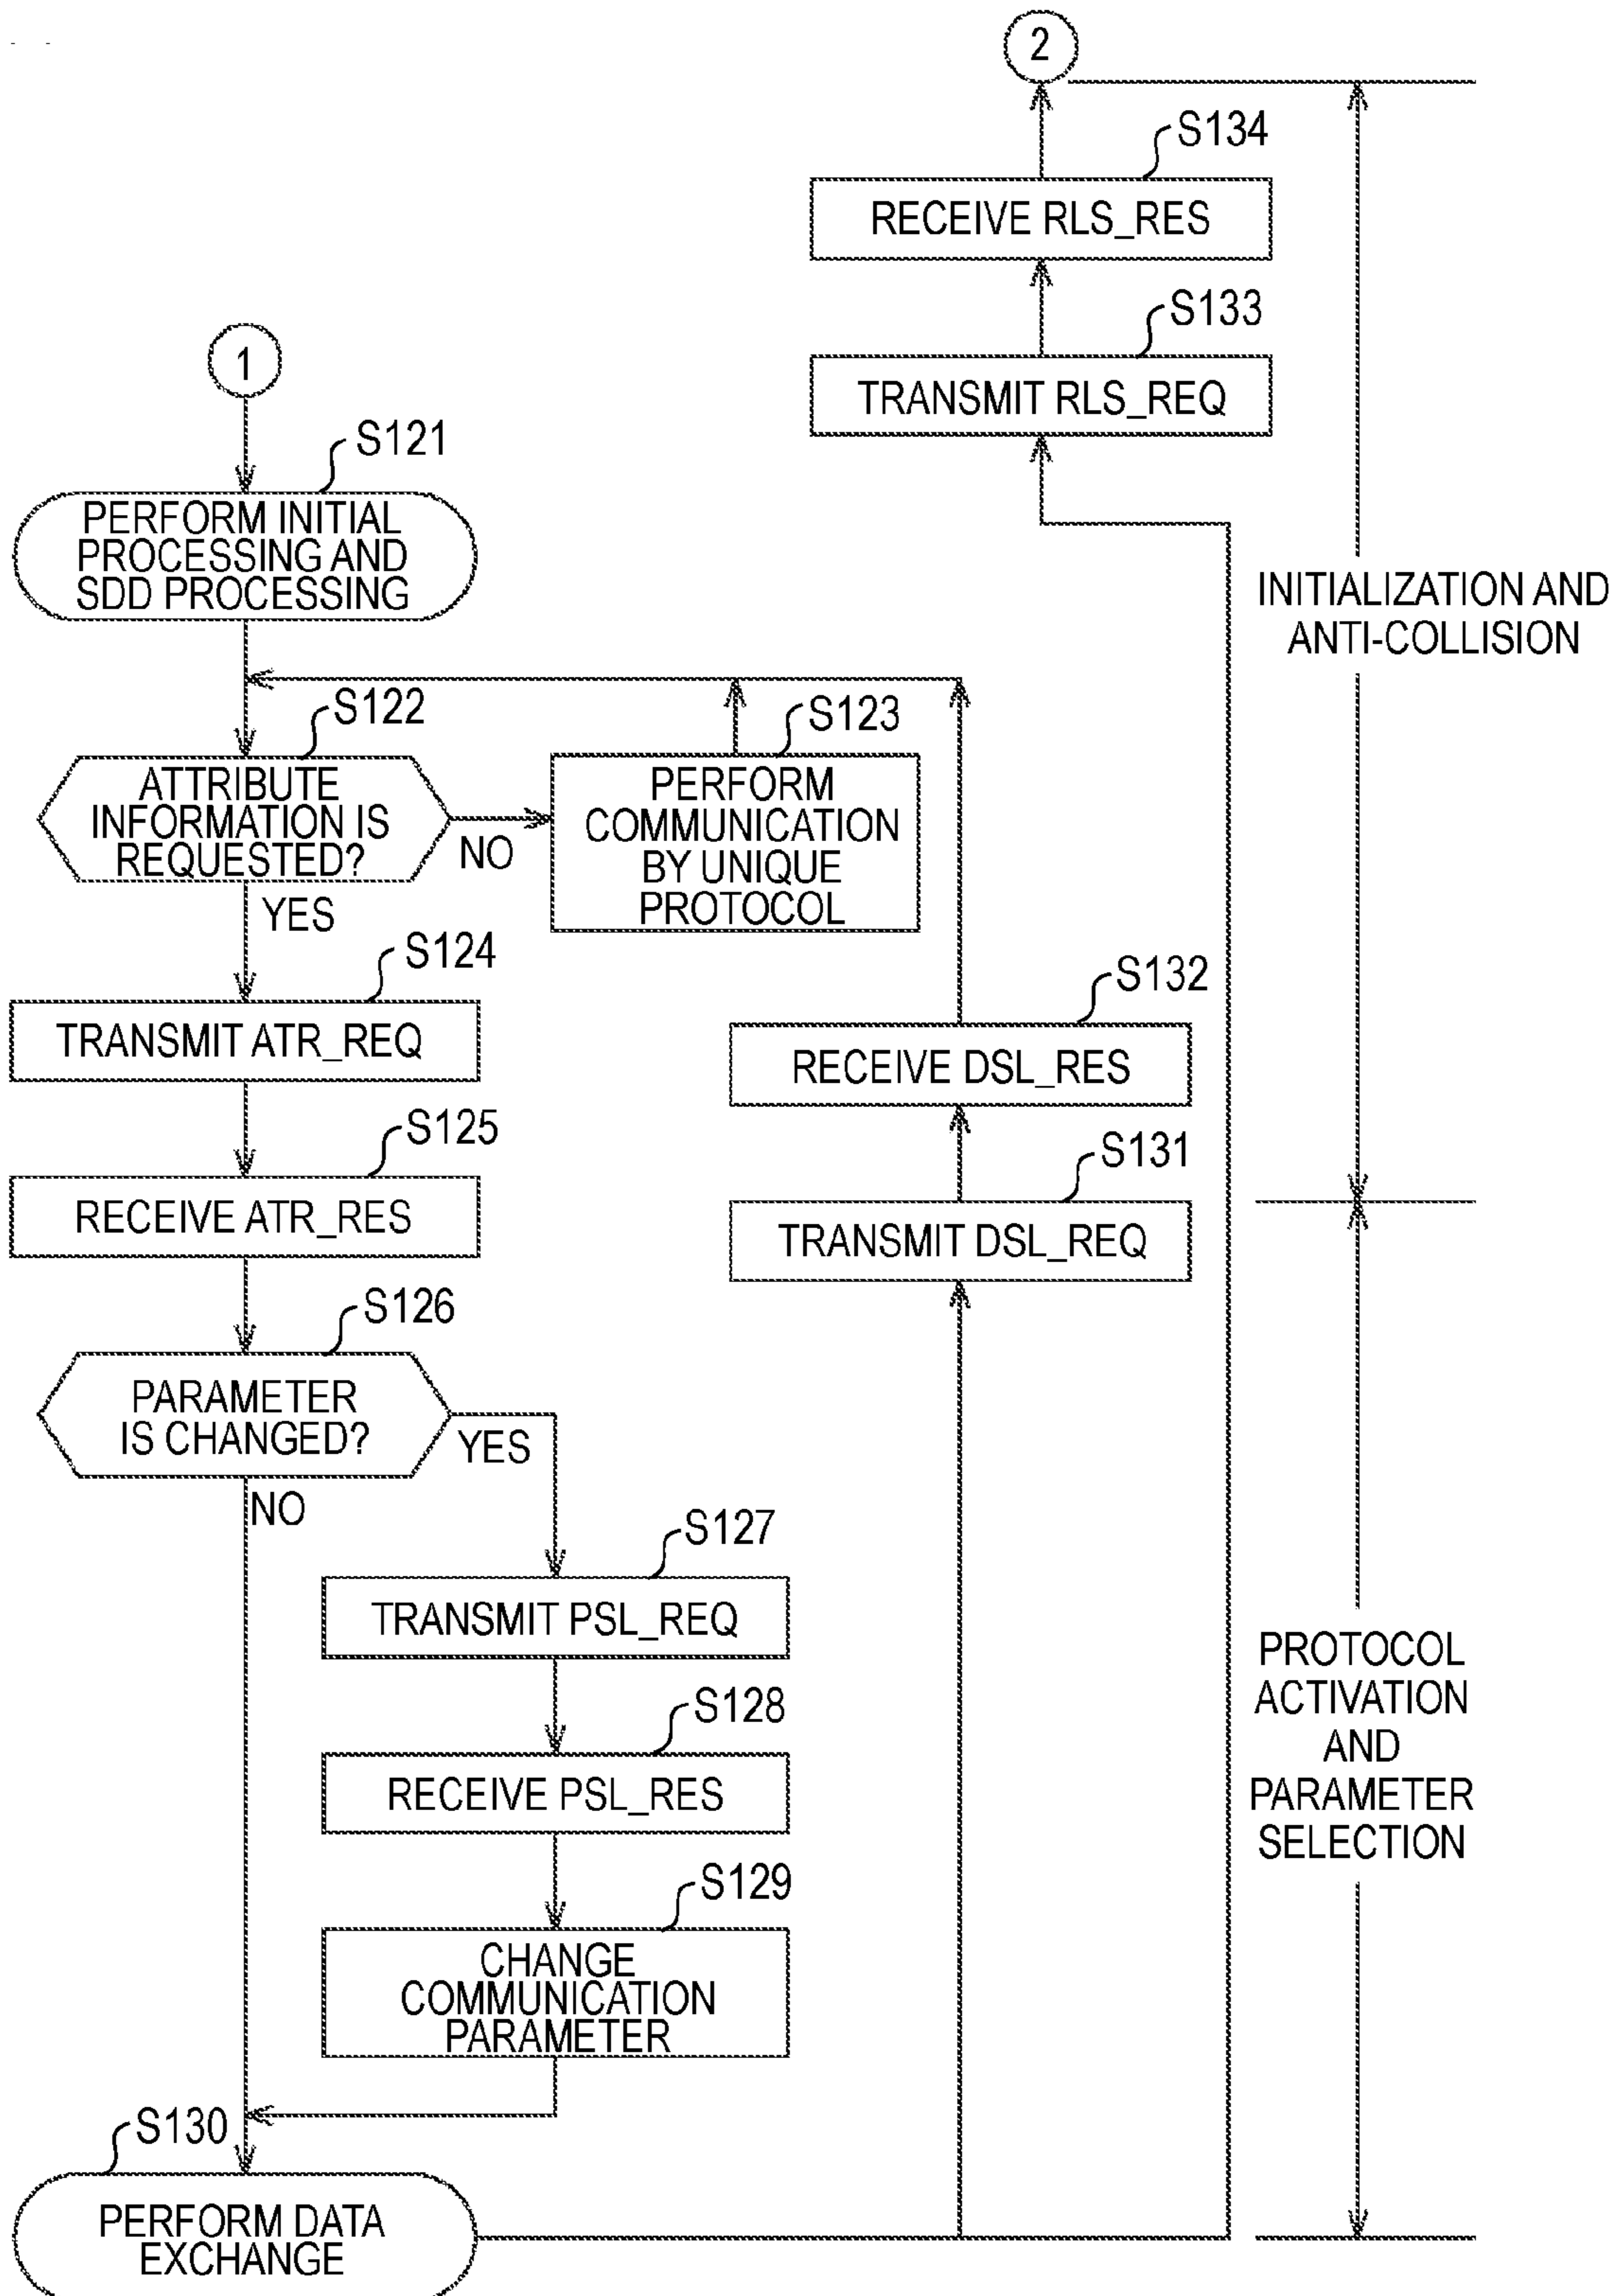 2
S134
RECEIVE RLS_RES
S133
TRANSMIT RLS_REQ
1
S121
PERFORM INITIAL
PROCESSING AND
SDD PROCESSING
INITIALIZATION AND
ANTI-COLLISION
S122
ATTRIBUTE
INFORMATION IS
REQUESTED?
NO
YES
S123
PERFORM
COMMUNICATION
BY UNIQUE
PROTOCOL
S124
TRANSMIT ATR_REQ
S132
RECEIVE DSL_RES
S125
RECEIVE ATR_RES
S131
TRANSMIT DSL_REQ
S126
PARAMETER
IS CHANGED?
YES
NO
S127
TRANSMIT PSL_REQ
S128
RECEIVE PSL_RES
PROTOCOL
ACTIVATION
AND
PARAMETER
SELECTION
S129
CHANGE
COMMUNICATION
PARAMETER
S130
PERFORM DATA
EXCHANGE